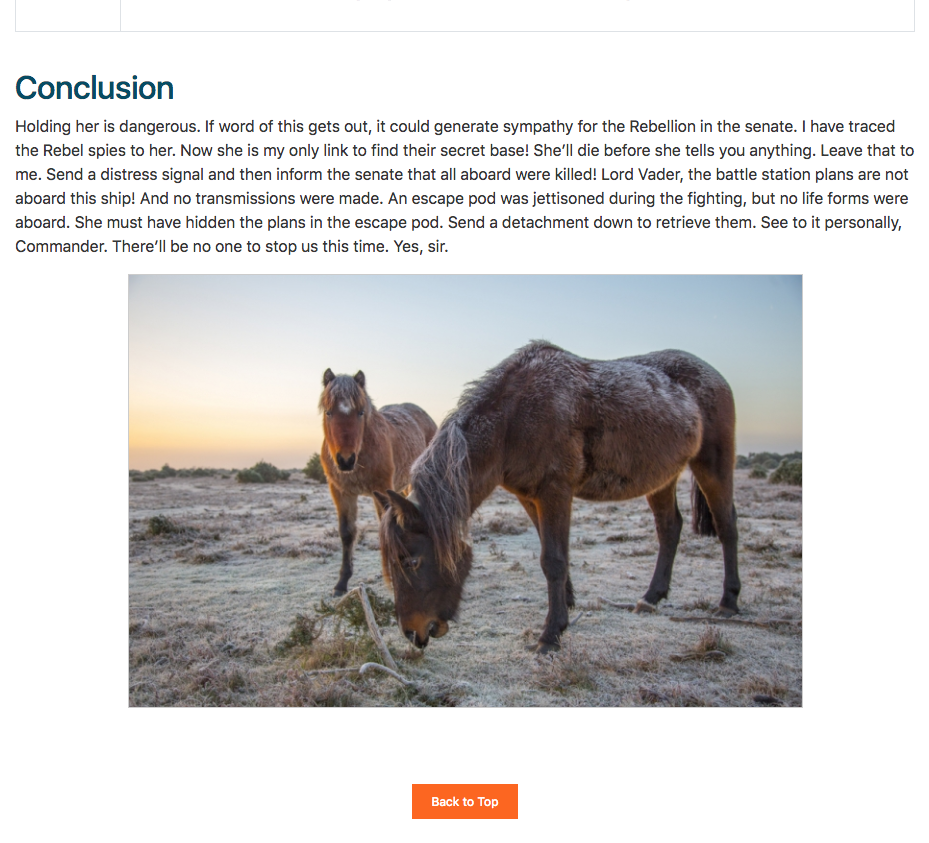 Conclusion
Holding her is dangerous. If word of this gets out, it could generate sympathy for the Rebellion in the senate. I have traced
the Rebel spies to her. Now she is my only link to find their secret base! She’ll die before she tells you anything. Leave that to
me. Send a distress signal and then inform the senate that all aboard were killed! Lord Vader, the battle station plans are not
aboard this ship! And no transmissions were made. An escape pod was jettisoned during the fighting, but no life forms were
aboard. She must have hidden the plans in the escape pod. Send a detachment down to retrieve them. See to it personally,
Commander. There’ll be no one to stop us this time. Yes, sir.
Back to Top